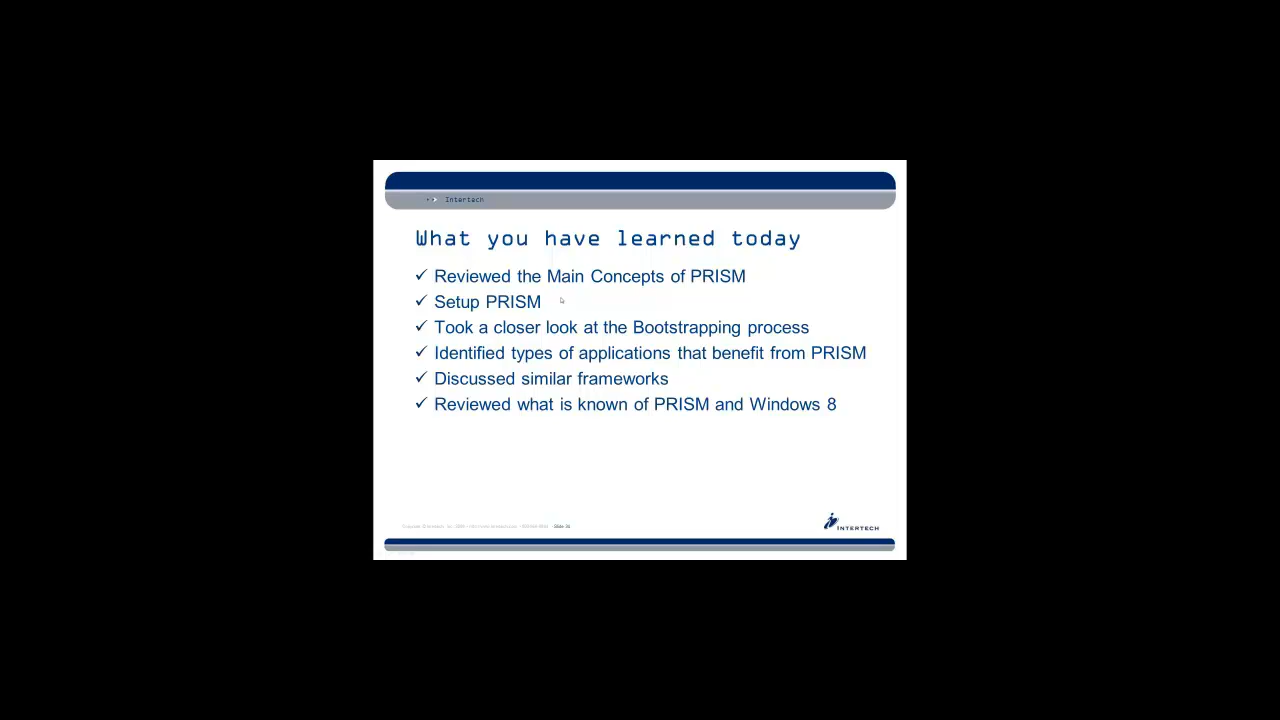 Intertech
What you have learned today
✓ Reviewed the Main Concepts of PRISM
✓ Setup PRISM
✓ Took a closer look at the Bootstrapping process
✓ Identified types of applications that benefit from PRISM
✓ Discussed similar frameworks
✓ Reviewed what is known of PRISM and Windows 8
INTERTECH